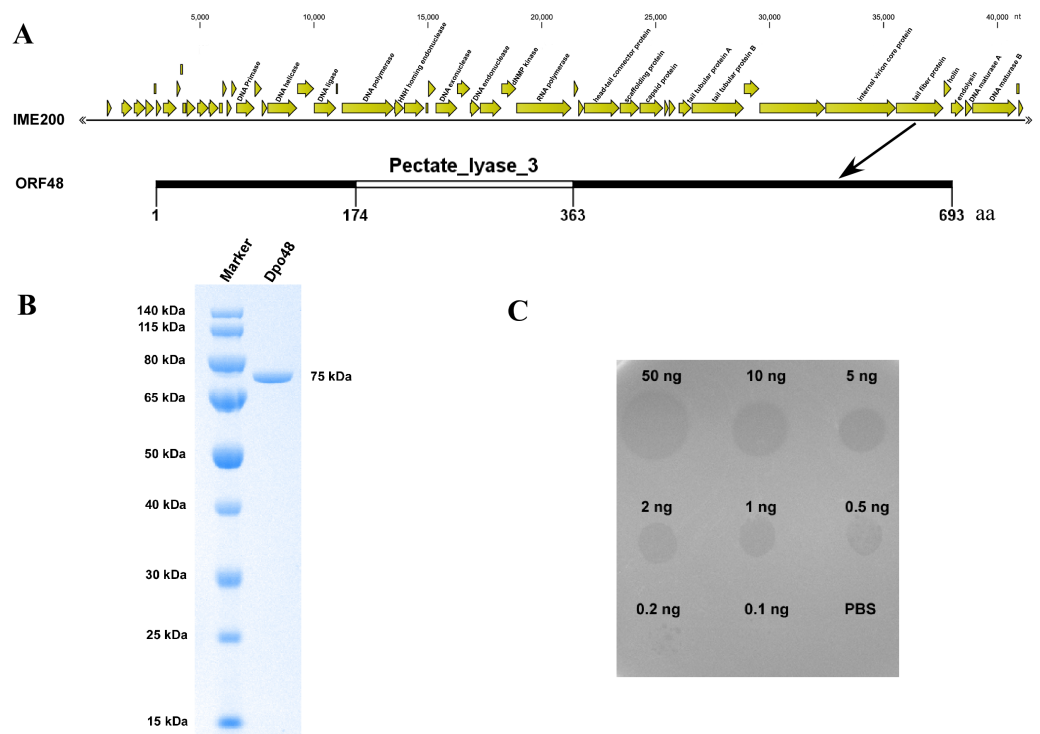 A
5,000 10,000 15,000 20,000 25,000 30,000 35,000 40,000 nt
DNA Primase
DNA helicase
DNA ligase
DNA polymerase
HNH homing endonuclease
DNA exonuclease
DNA endonuclease
dNMP kinase
RNA polymerase
head-tail connector protein
scaffolding protein
capsid protein
tail tubular protein A
tail tubular protein B
internal virion core protein
tail fiber protein
holin
endolysin
DNA maturase A
DNA maturase B
IME200
Pectate_lyase_3
ORF48
1 174 363 693 aa
B
Marker Dpo48
140 kDa
115 kDa
80 kDa
75 kDa
65 kDa
50 kDa
40 kDa
30 kDa
25 kDa
15 kDa
C
50 ng 10 ng 5 ng
2 ng 1 ng 0.5 ng
0.2 ng 0.1 ng PBS